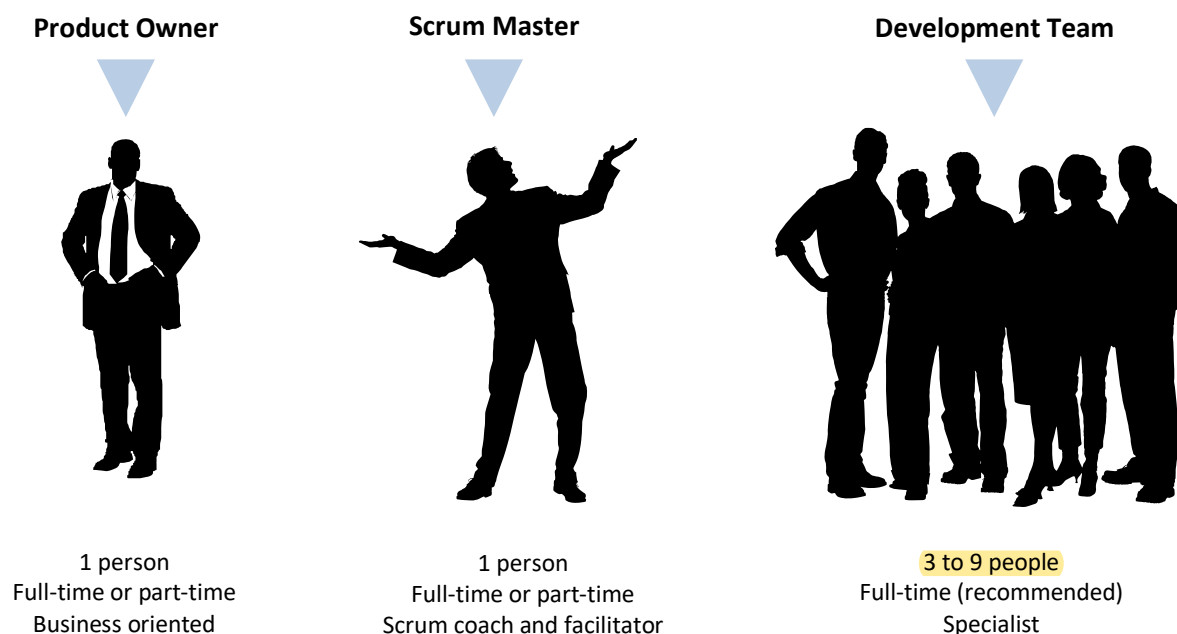 Product Owner
1 person
Full-time or part-time
Business oriented
Scrum Master
1 person
Full-time or part-time
Scrum coach and facilitator
Development Team
3 to 9 people
Full-time (recommended)
Specialist